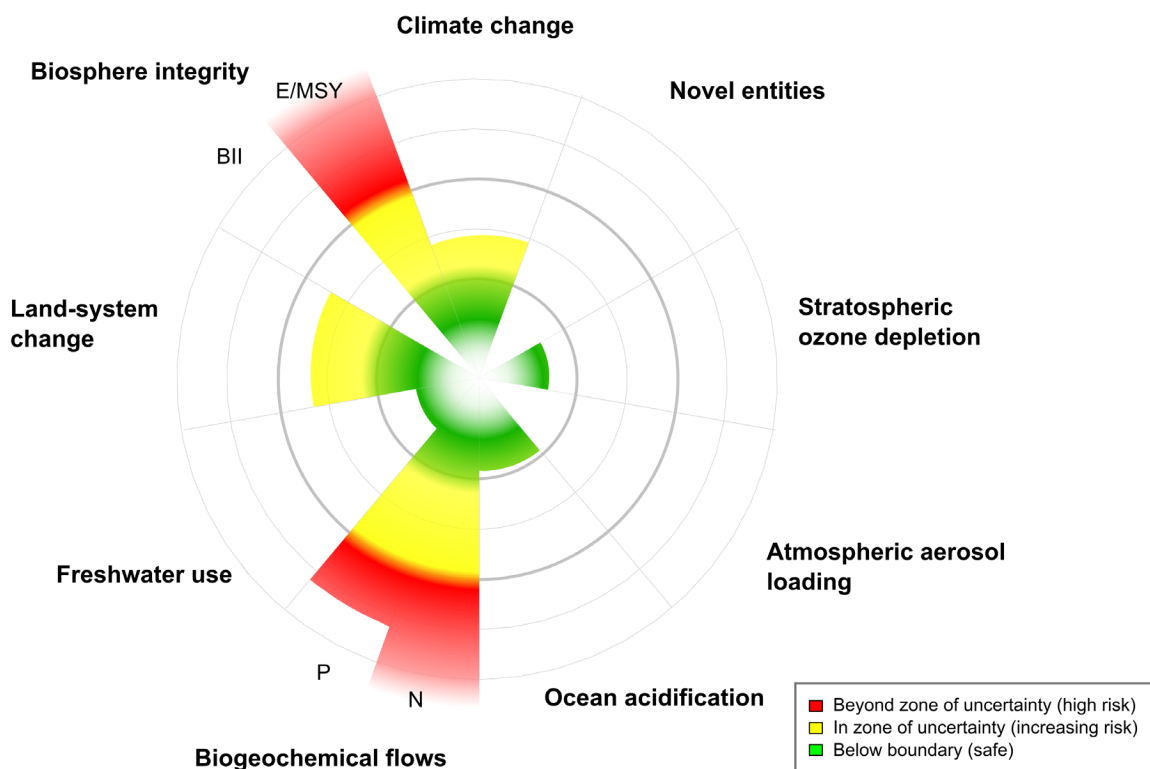 Climate change
Biosphere integrity
E/MSY
Novel entities
BII
Land-system
change
Stratospheric
ozone depletion
Freshwater use
Atmospheric aerosol
loading
P
N
Ocean acidification
Biogeochemical flows
Beyond zone of uncertainty (high risk)
In zone of uncertainty (increasing risk)
Below boundary (safe)